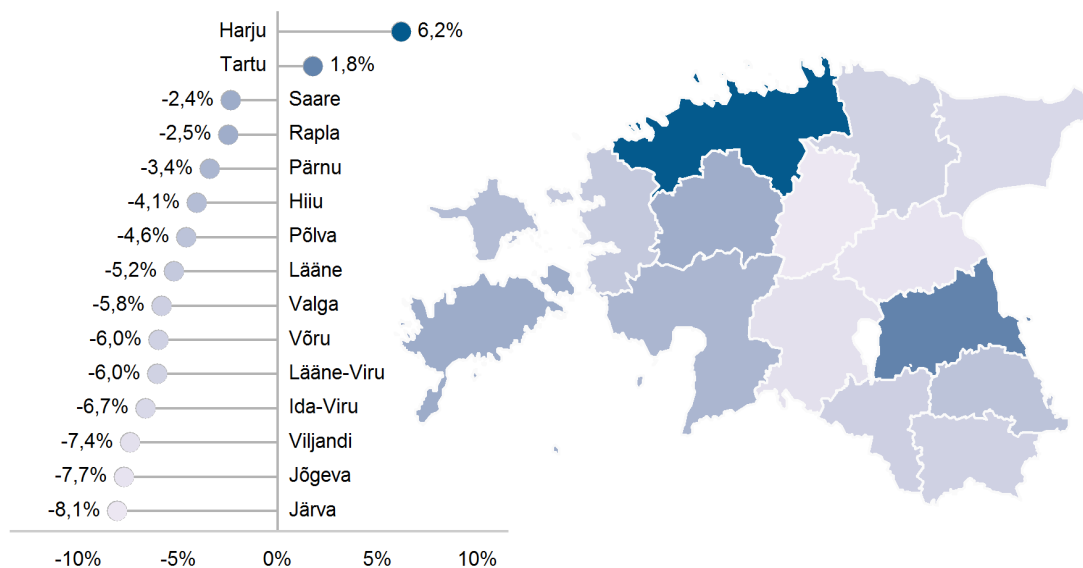 Harju 6,2%
Tartu 1,8%
-2,4% Saare
-2,5% Rapla
-3,4% Pärnu
-4,1% Hiiu
-4,6% Põlva
-5,2% Lääne
-5,8% Valga
-6,0% Võru
-6,0% Lääne-Viru
-6,7% Ida-Viru
-7,4% Viljandi
-7,7% Jõgeva
-8,1% Järva
-10% -5% 0% 5% 10%